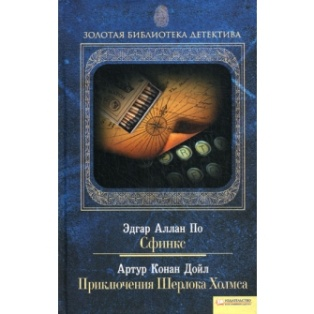 ЗОЛОТАЯ БИБЛИОТЕКА ДЕТЕКТИВА
Эдгар Аллан По
Сфинкс
Артур Конан Дойл
Приключения Шерлока Холмса